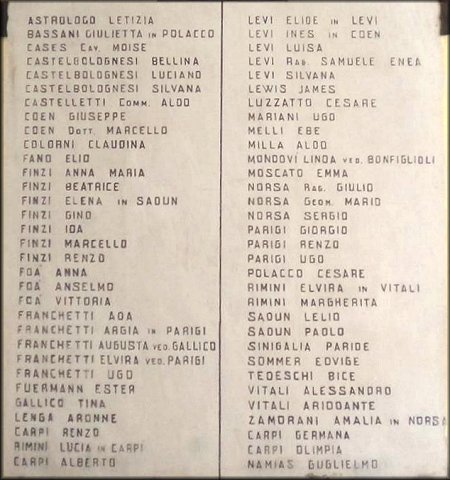 ASTROLOGO LETIZIA
BASSANI GIULIETTA IN POLACCO
CASES CAV. MOISE
CASTELBOLOGNESI BELLINA
CASTELBOLOGNESI LUCIANO
CASTELBOLOGNESI SILVANA
CASTELLETTI COMM. ALDO
COEN GIUSEPPE
COEN DOTT. MARCELLO
COLORNI CLAUDINA
FANO ELIO
FINZI ANNA MARIA
FINZI BEATRICE
FINZI ELENA IN SADUN
FINZI GINO
FINZI IDA
FINZI MARCELLO
FINZI RENZO
FOA' ANNA
FOA' ANSELMO
FOA' VITTORIA
FRANCHETTI ADA
FRANCHETTI ARGIA IN PARIGI
FRANCHETTI AUGUSTA VED. GALLICO
FRANCHETTI ELVIRA VED. PARIGI
FRANCHETTI UGO
FUERMANN ESTER
GALLICO TINA
LENGA ARONNE
CARPI RENZO
RIMINI LUCIA IN CARPI
CARPI ALBERTO
LEVI ELIDE IN LEVI
LEVI INES IN COEN
LEVI LUISA
LEVI RAG. SAMUELE ENEA
LEVI SILVANA
LEWIS JAMES
LUZZATTO CESARE
MARIANI UGO
MELLI EBE
MILLA ALDO
MONDOVÍ LINDA VED. BONFIGLIOLI
MOSCATO EMMA
NORSA RAG. GIULIO
NORSA GEOM. MARIO
NORSA SERGIO
PARIGI GIORGIO
PARIGI RENZO
PARIGI UGO
POLACCO CESARE
RIMINI ELVIRA IN VITALI
RIMINI MARGHERITA
SADUN LELIO
SADUN PAOLO
SINIGALIA PARIDE
SOMMER EDVIGE
TEDESCHI BICE
VITALI ALESSANDRO
VITALI ARIODANTE
ZAMORANI AMALIA IN NORSA
CARPI GERMANA
CARPI OLIMPIA
NAMIAS GUGLIELMO